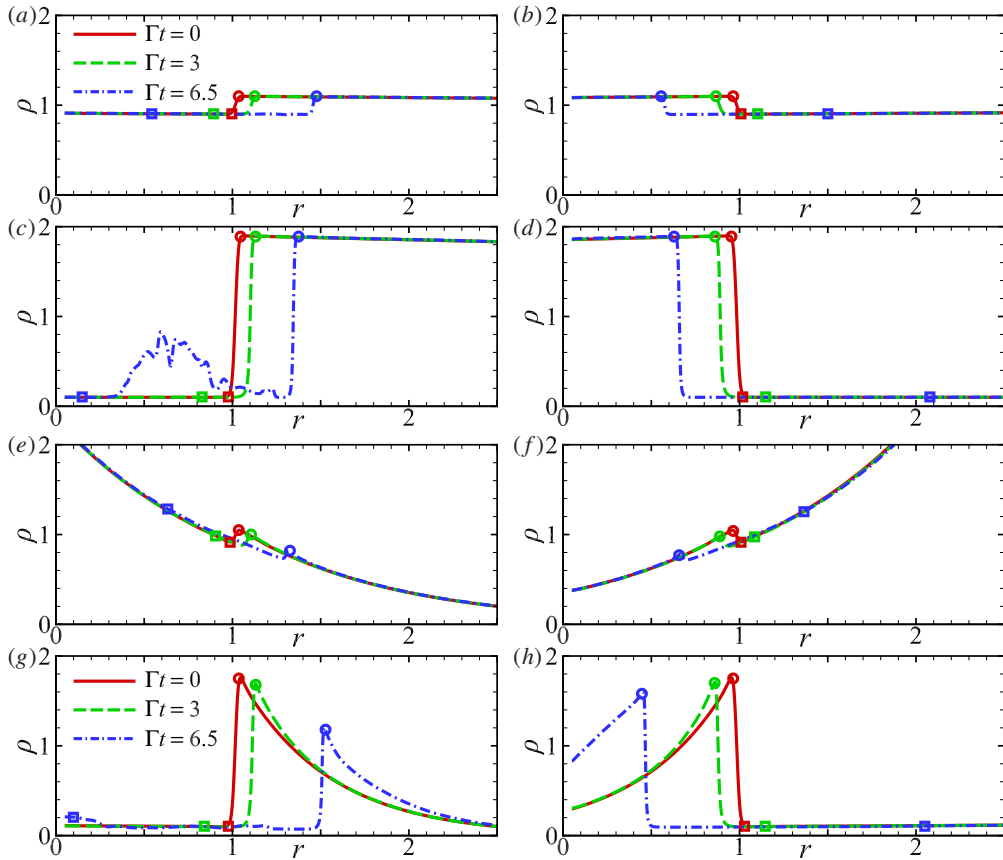 (a) 2 (b) 2
Γt = 0
Γt = 3
Γt = 6.5
ρ 1 ρ 1
0 0
0 1 r 2 0 1 r 2
(c) 2 (d) 2
ρ 1 ρ 1
0 0
0 1 r 2 0 1 r 2
(e) 2 (f) 2
ρ 1 ρ 1
0 0
0 1 r 2 0 1 r 2
(g) 2 (h) 2
Γt = 0
Γt = 3
Γt = 6.5
ρ 1 ρ 1
0 0
0 1 r 2 0 1 r 2